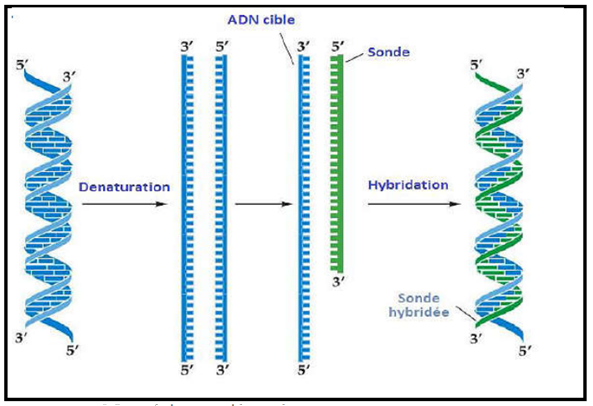 ADN cible
3′ 5′ 3′ 5′
Sonde
5′ 3′ 5′ 3′
Denaturation
Hybridation
3′
Sonde
hybridée
3′ 5′ 3′ 5′
5′ 3′ 5′